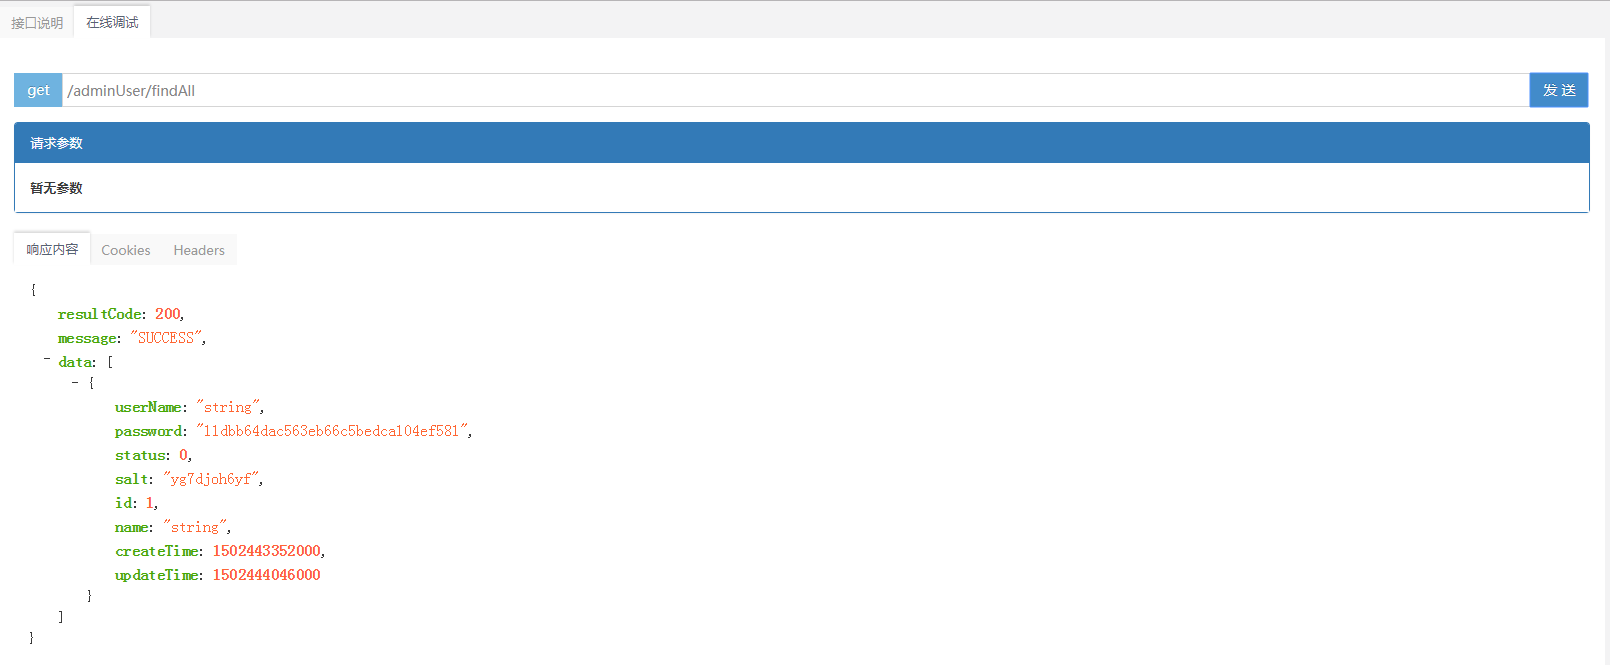 接口说明 在线调试
get /adminUser/findAll 发 送
请求参数
暂无参数
响应内容 Cookies Headers
{
resultCode: 200,
message: "SUCCESS",
- data: [
- {
userName: "string",
password: "11dbb64dac563eb66c5bedca104ef581",
status: 0,
salt: "yg7djoh6yf",
id: 1,
name: "string",
createTime: 1502443352000,
updateTime: 1502444046000
}
]
}